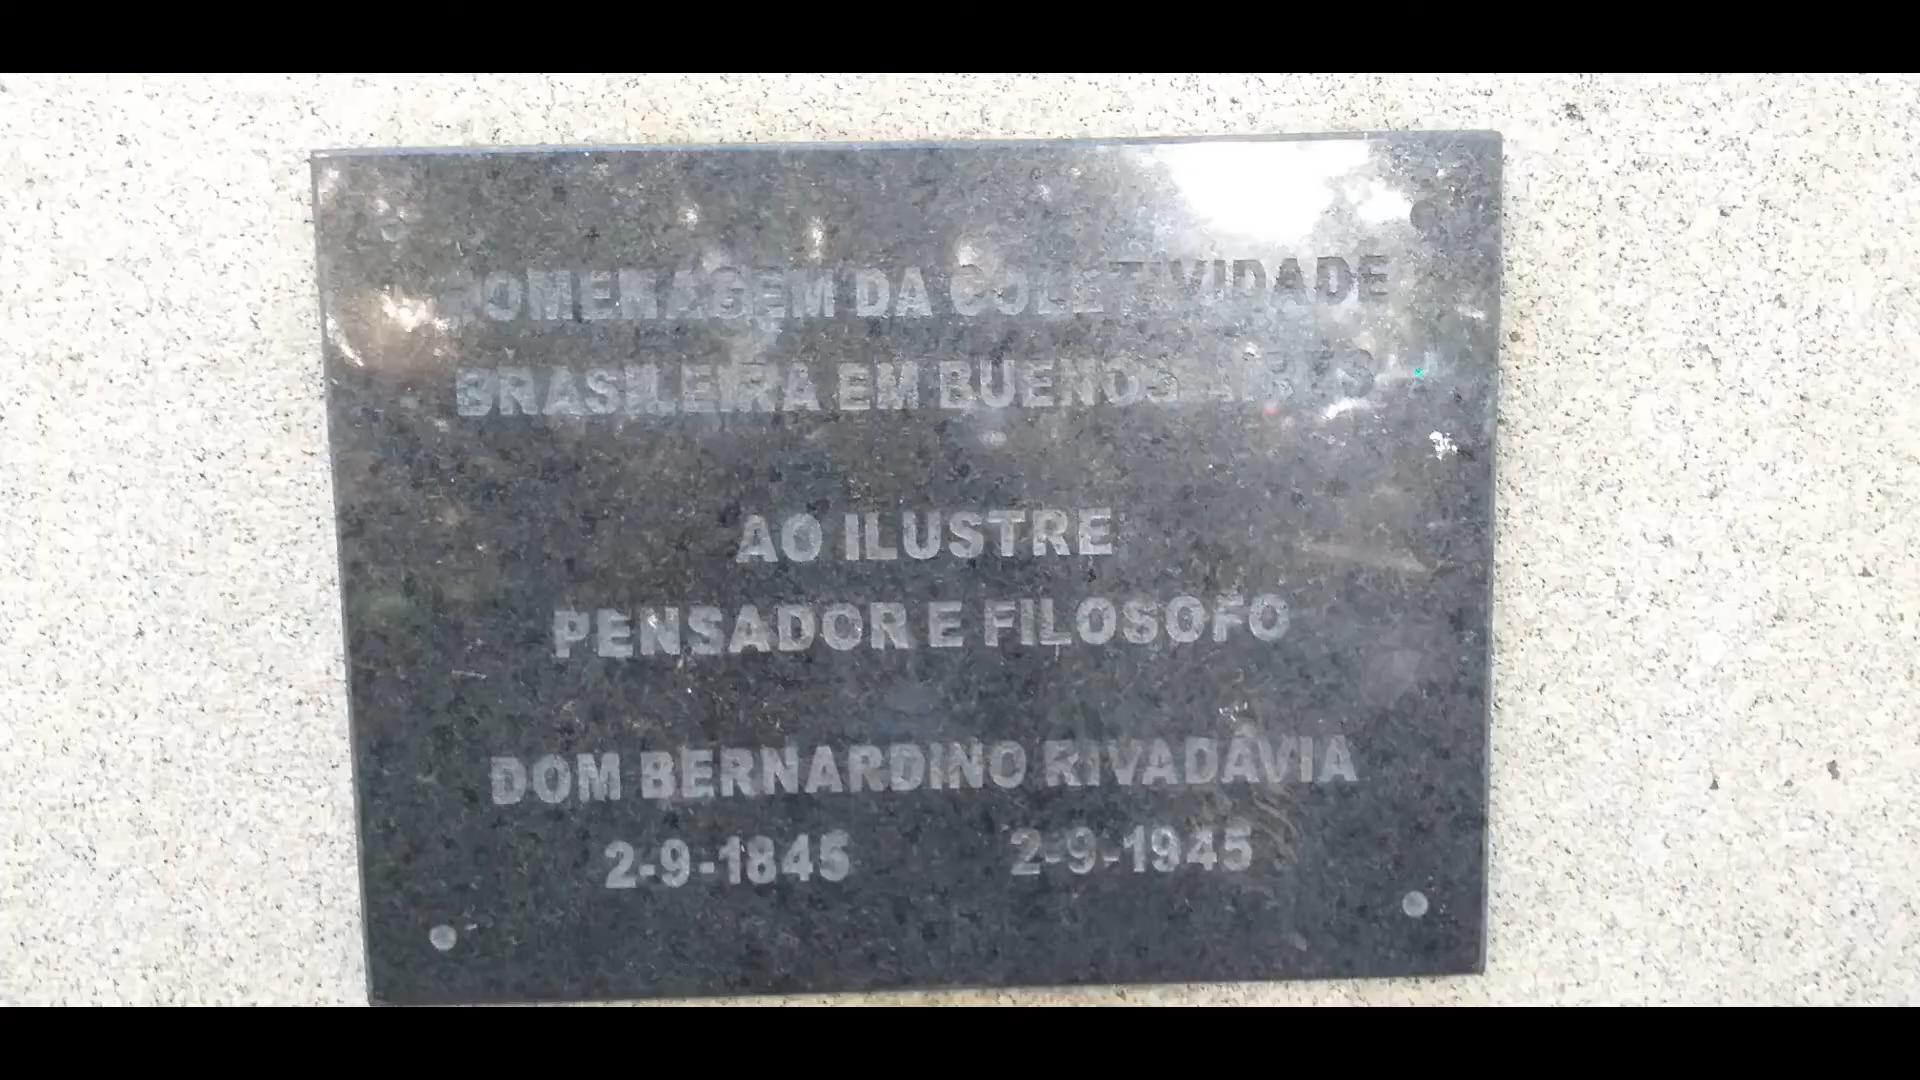 HOMENAGEM DA COLETIVIDADE
BRASILEIRA EM BUENOS AIRES
AO ILUSTRE
PENSADOR E FILOSOFO
DOM BERNARDINO RIVADÁVIA
2-9-1845 2-9-1945